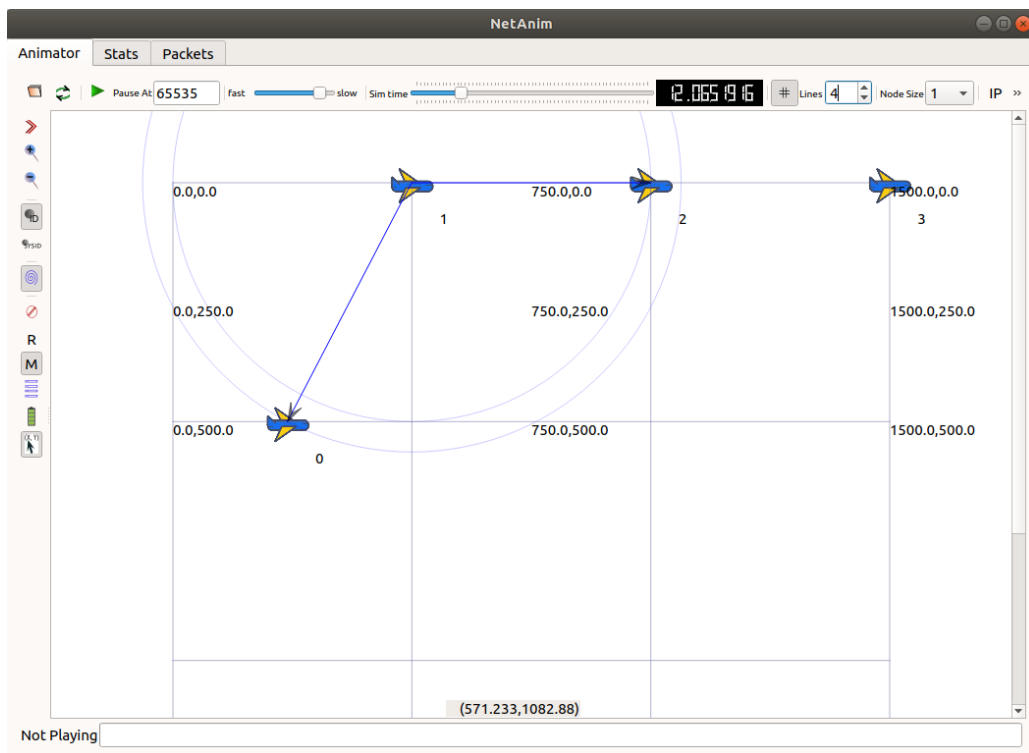 NetAnim
Animator Stats Packets
Pause At 65535 fast slow Sim time 12.0651916 # Lines 4 Node Size 1 IP »
0.0,0.0 750.0,0.0 1500.0,0.0
1 2 3
ID
SYSID
0.0,250.0 750.0,250.0 1500.0,250.0
R
M
0.0,500.0 750.0,500.0 1500.0,500.0
0
(571.233,1082.88)
Not Playing